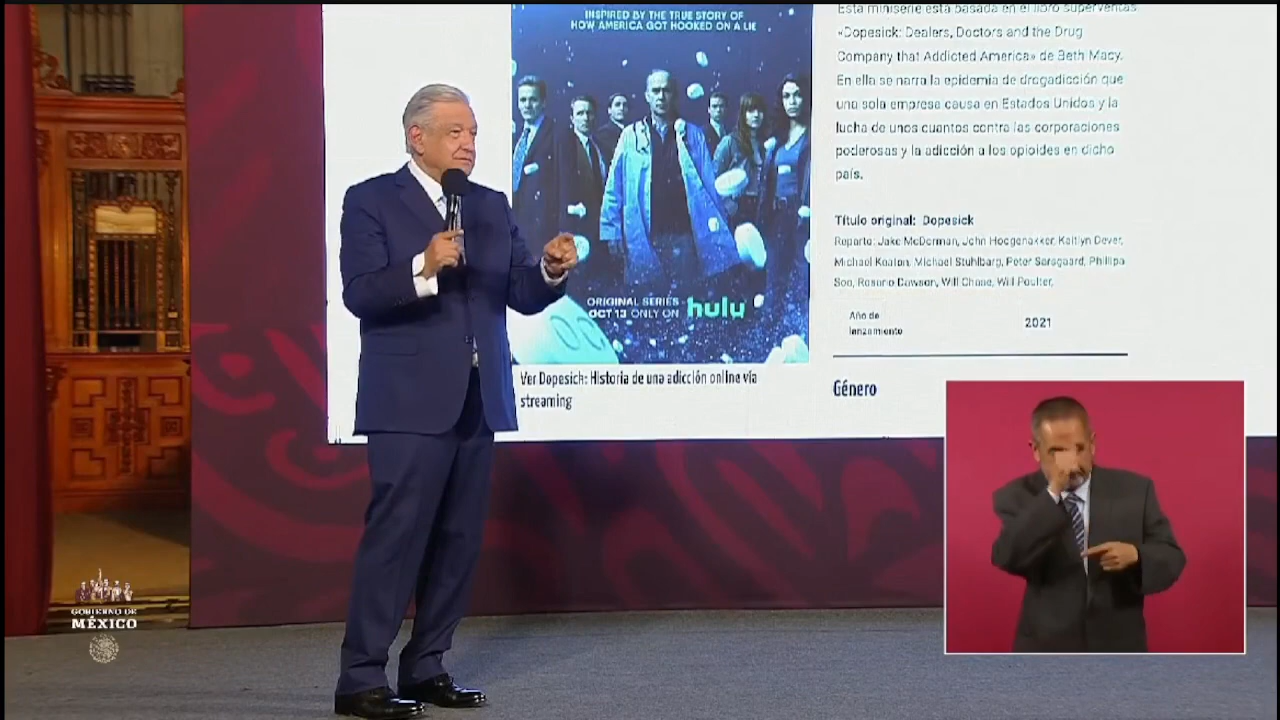 INSPIRED BY THE TRUE STORY OF
HOW AMERICA GOT HOOKED ON A LIE
ORIGINAL SERIES
OCT 13 ONLY ON hulu
Ver Dopesich: Historia de una adicción online vía
streaming
Esta miniserie está basada en el libro superventas
«Dopesick: Dealers, Doctors and the Drug
Company that Addicted America» de Beth Macy.
En ella se narra la epidemia de drogadicción que
una sola empresa causa en Estados Unidos y la
lucha de unos cuantos contra las corporaciones
poderosas y la adicción a los opioides en dicho
país.
Título original: Dopesick
Reparto: Jake McDorman, John Hoogenakker, Kaitlyn Dever,
Michael Keaton, Michael Stuhlbarg, Peter Sarsgaard, Phillipa
Soo, Rosario Dawson, Will Chase, Will Poulter,
Año de
lanzamiento
2021
Género
GOBIERNO DE
MÉXICO